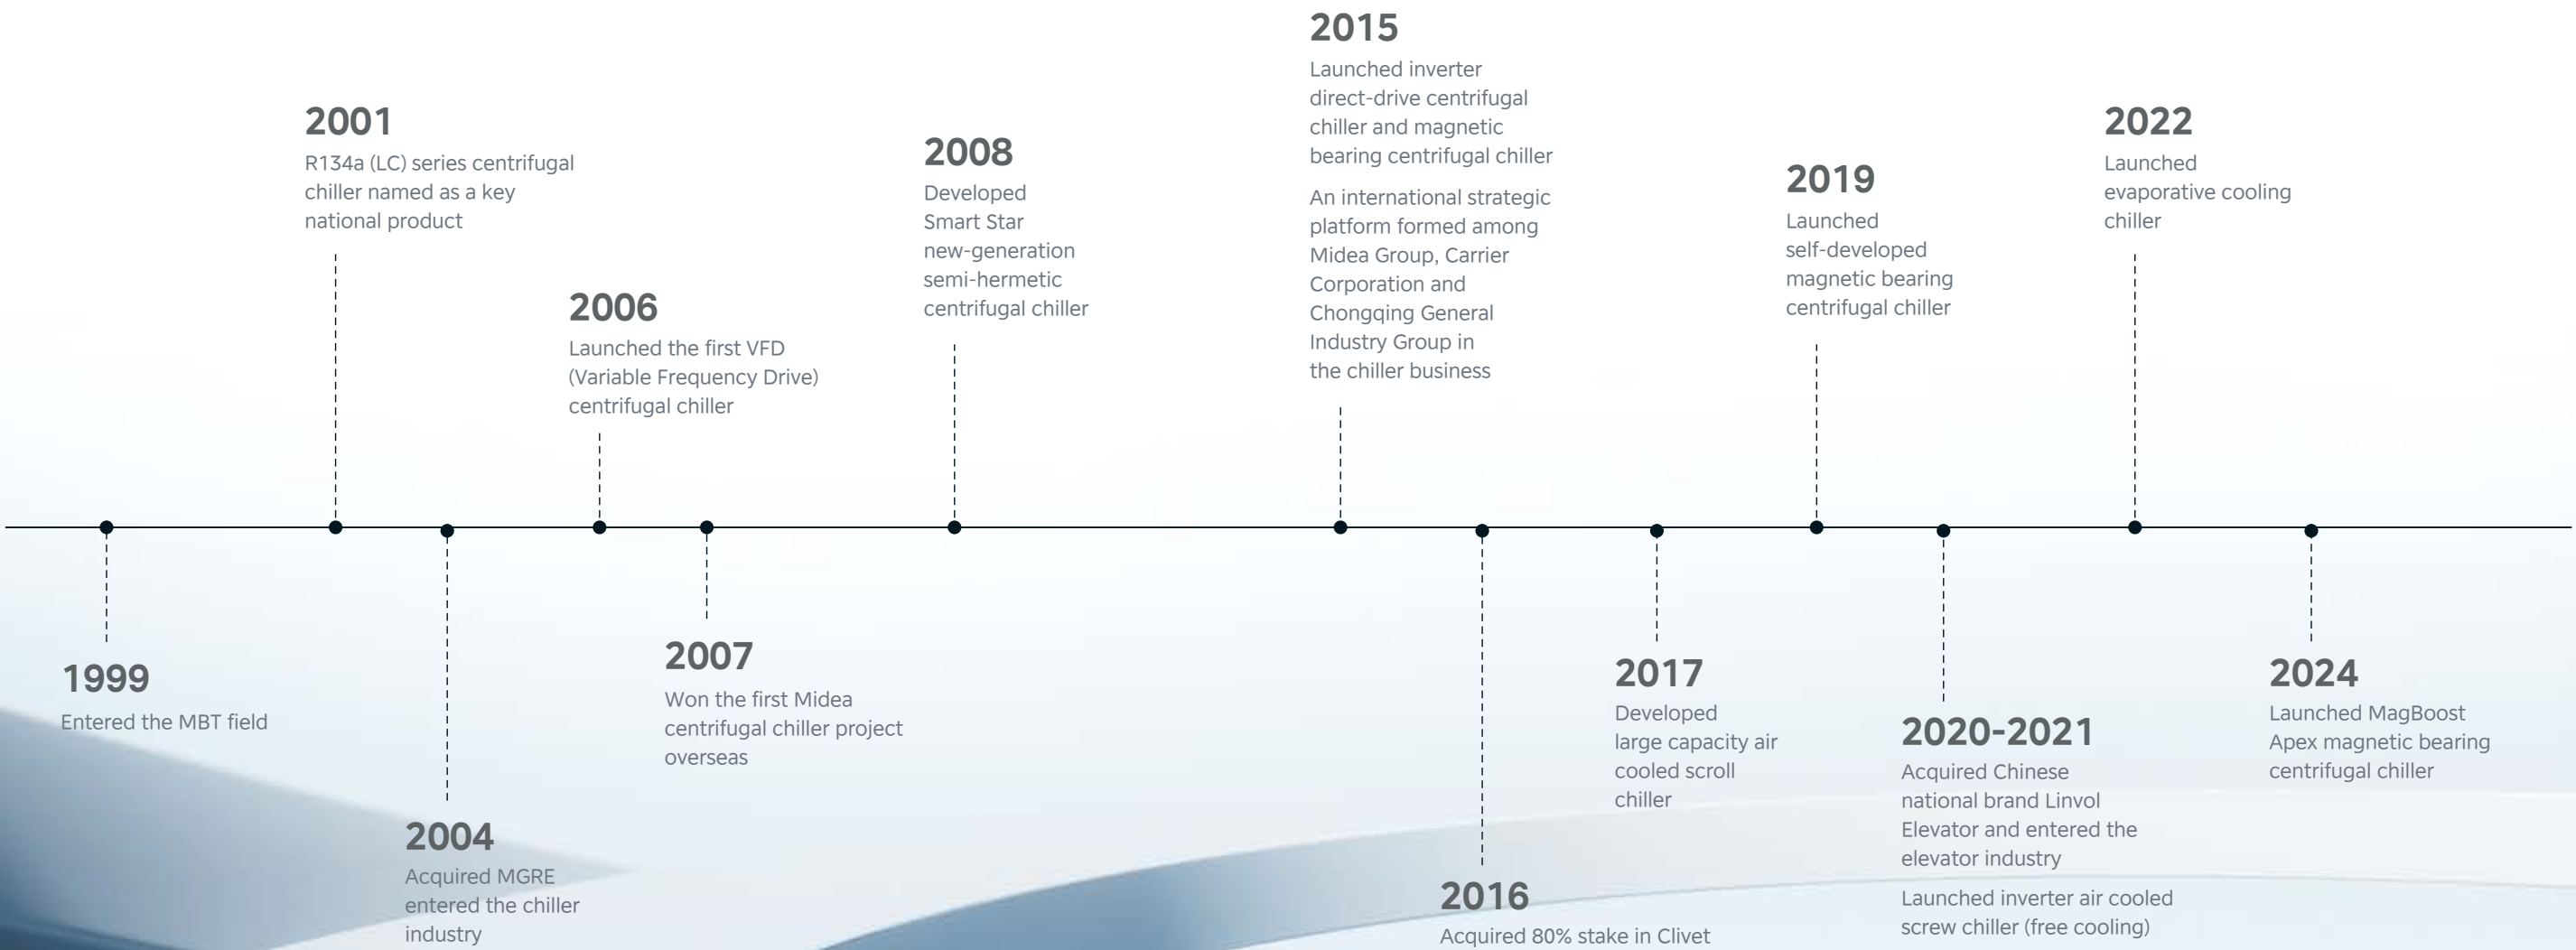 1999
Entered the MBT field
2001
R134a (LC) series centrifugal
chiller named as a key
national product
2004
Acquired MGRE
entered the chiller
industry
2006
Launched the first VFD
(Variable Frequency Drive)
centrifugal chiller
2007
Won the first Midea
centrifugal chiller project
overseas
2008
Developed
Smart Star
new-generation
semi-hermetic
centrifugal chiller
2015
Launched inverter
direct-drive centrifugal
chiller and magnetic
bearing centrifugal chiller
An international strategic
platform formed among
Midea Group, Carrier
Corporation and
Chongqing General
Industry Group in
the chiller business
2016
Acquired 80% stake in Clivet
2017
Developed
large capacity air
cooled scroll
chiller
2019
Launched
self-developed
magnetic bearing
centrifugal chiller
2020-2021
Acquired Chinese
national brand Linvol
Elevator and entered the
elevator industry
Launched inverter air cooled
screw chiller (free cooling)
2022
Launched
evaporative cooling
chiller
2024
Launched MagBoost
Apex magnetic bearing
centrifugal chiller